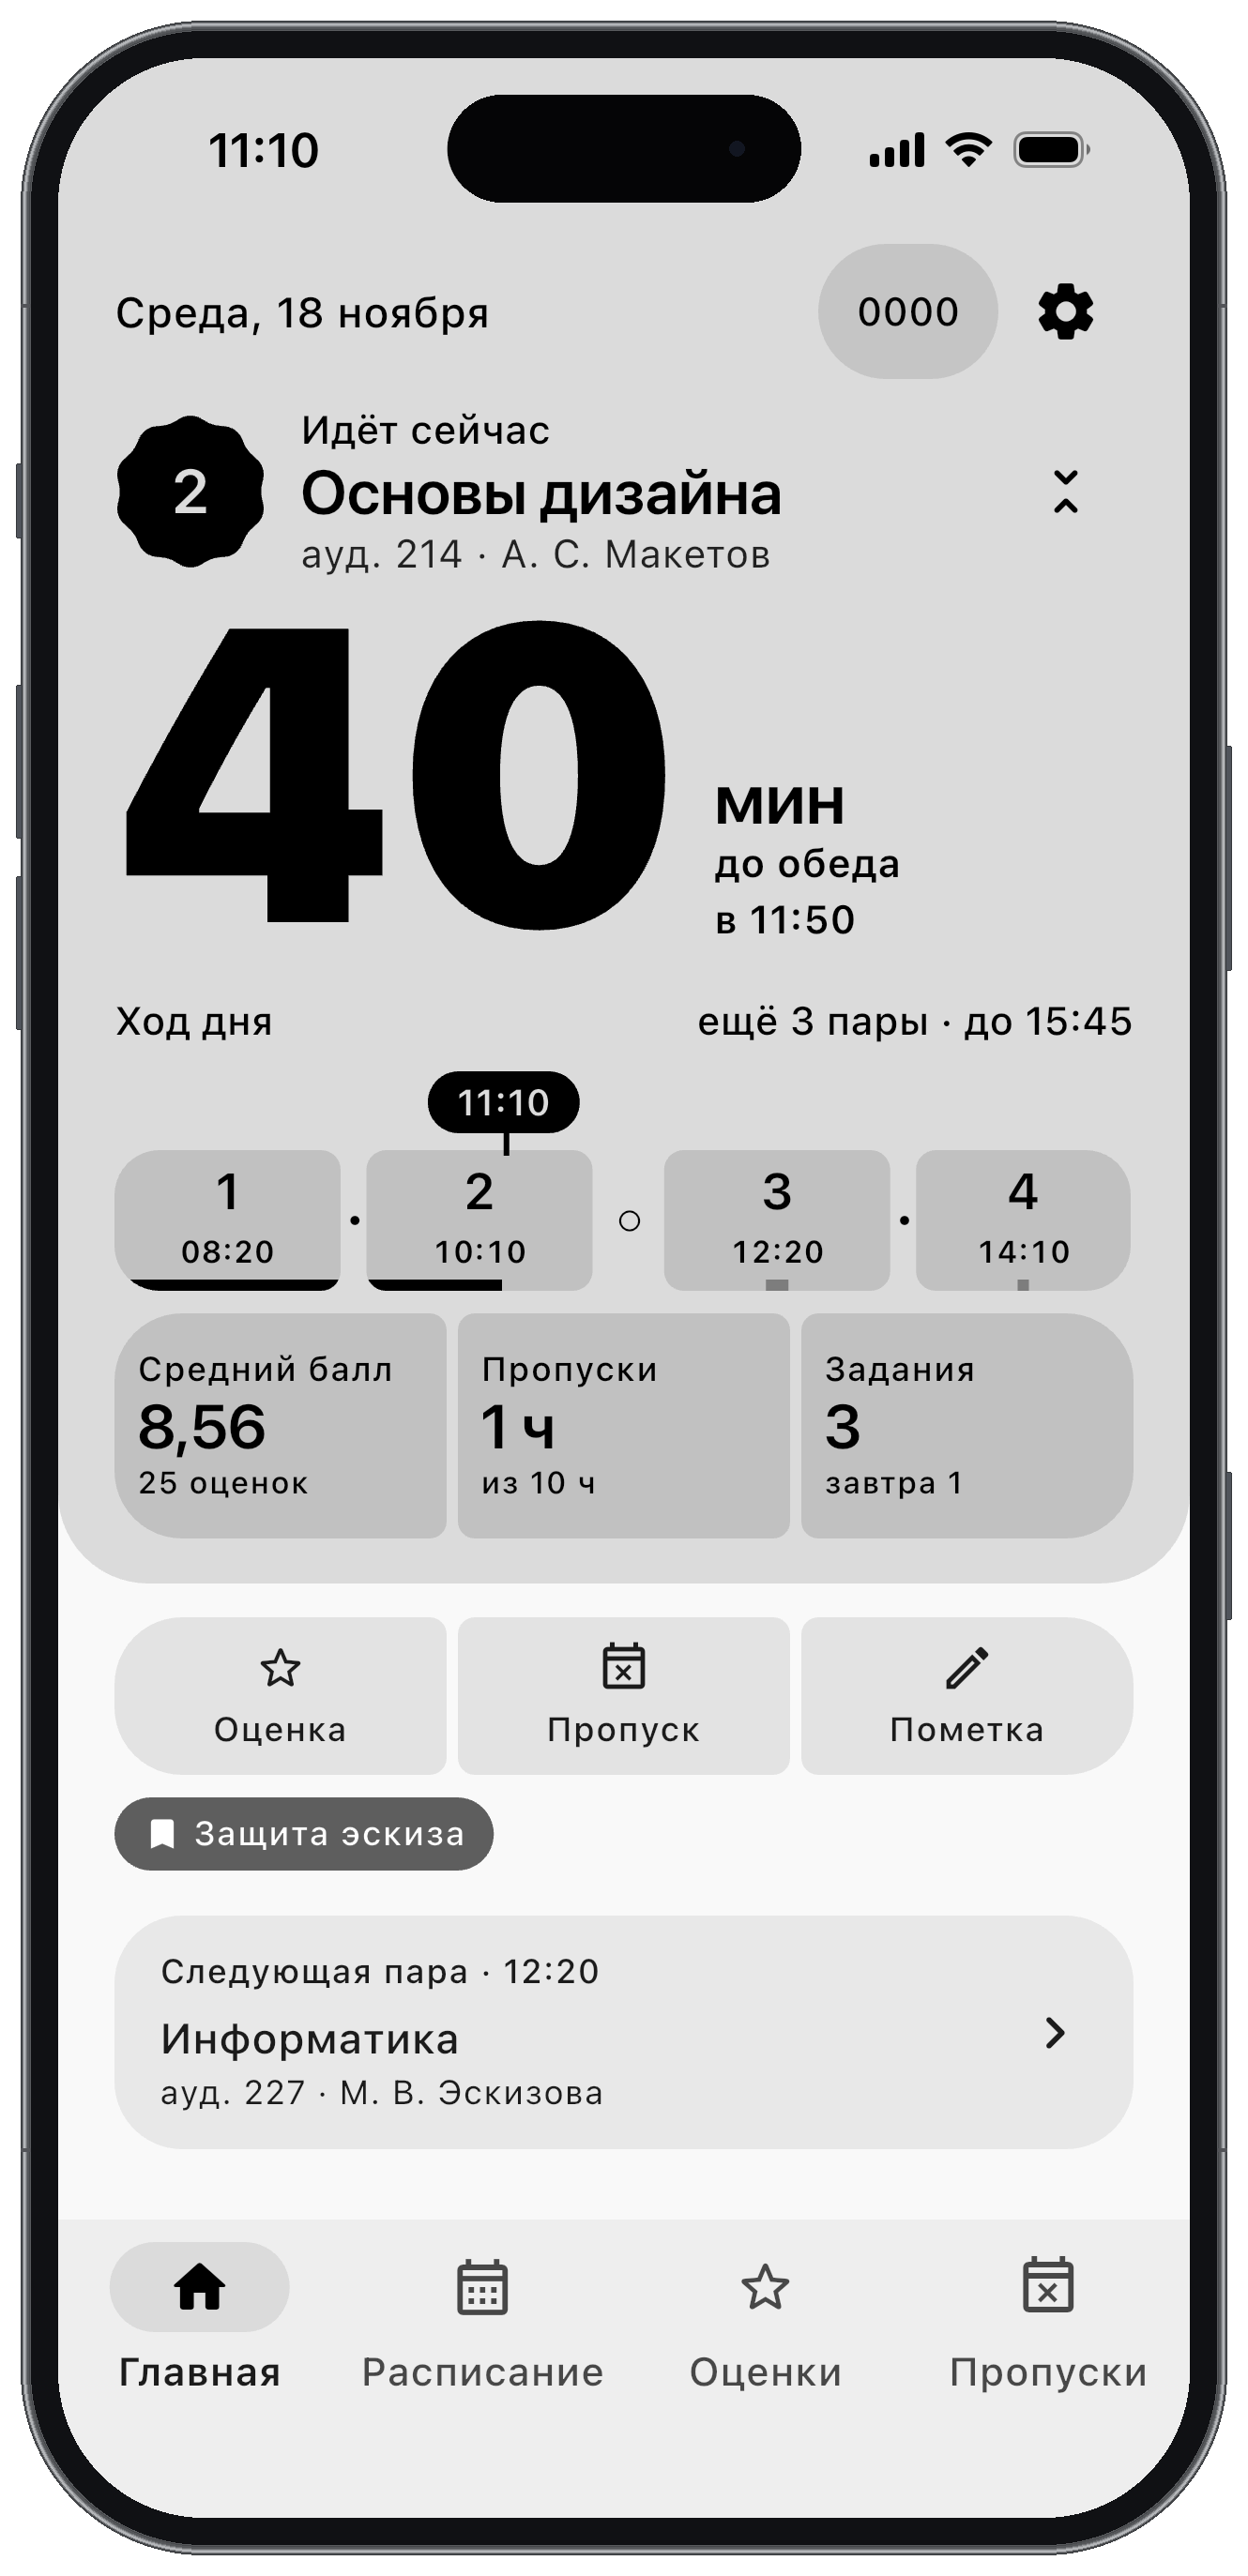 11:10
Среда, 18 ноября
0000
2
Идёт сейчас
Основы дизайна
ауд. 214 · А. С. Макетов
40
мин
до обеда
в 11:50
Ход дня
ещё 3 пары · до 15:45
11:10
1
08:20
2
10:10
3
12:20
4
14:10
Средний балл
8,56
25 оценок
Пропуски
1 ч
из 10 ч
Задания
3
завтра 1
Оценка
Пропуск
Пометка
Защита эскиза
Следующая пара · 12:20
Информатика
ауд. 227 · М. В. Эскизова
Главная
Расписание
Оценки
Пропуски